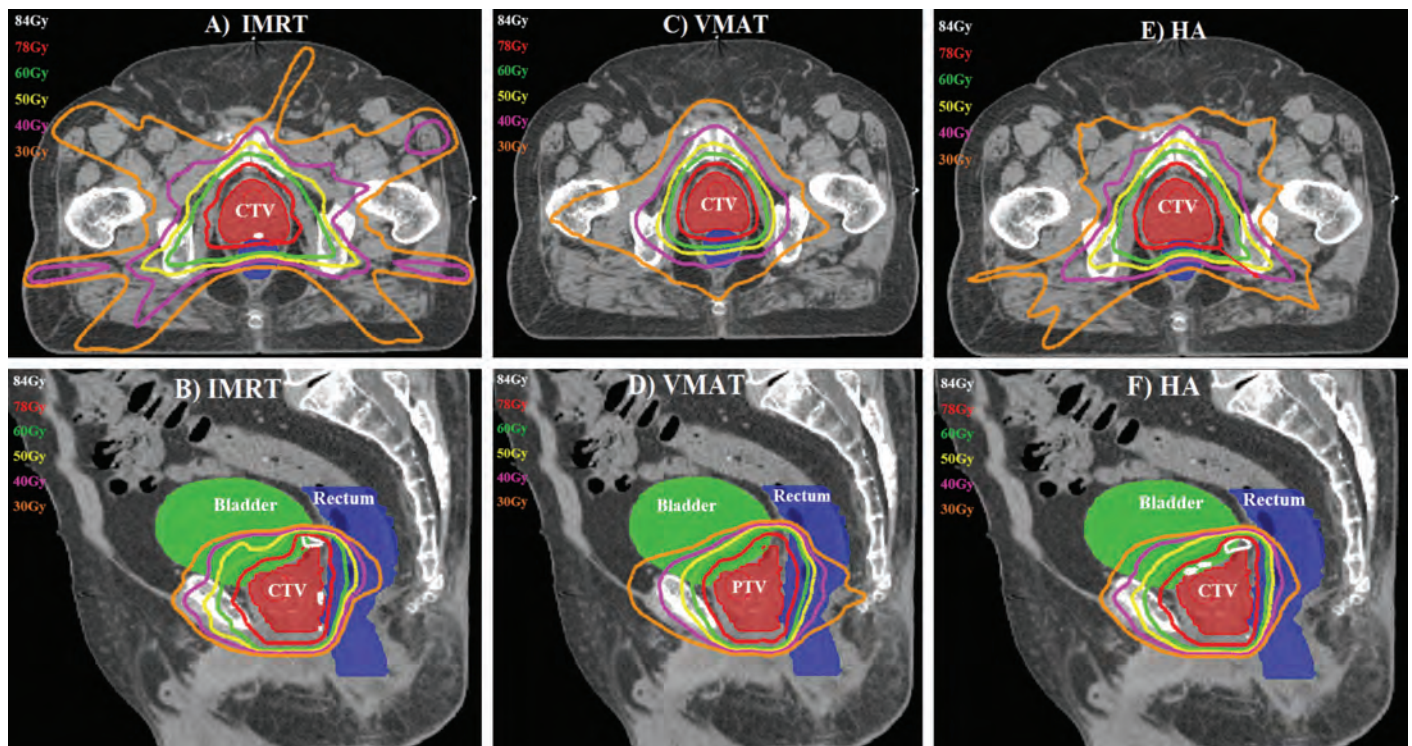 A) IMRT
84Gy
78Gy
60Gy
50Gy
40Gy
30Gy
CTV
C) VMAT
84Gy
78Gy
60Gy
50Gy
40Gy
30Gy
CTV
E) HA
84Gy
78Gy
60Gy
50Gy
40Gy
30Gy
CTV
B) IMRT
84Gy
78Gy
60Gy
50Gy
40Gy
30Gy
Bladder
Rectum
CTV
D) VMAT
84Gy
78Gy
60Gy
50Gy
40Gy
30Gy
Bladder
Rectum
PTV
F) HA
84Gy
78Gy
60Gy
50Gy
40Gy
30Gy
Bladder
Rectum
CTV